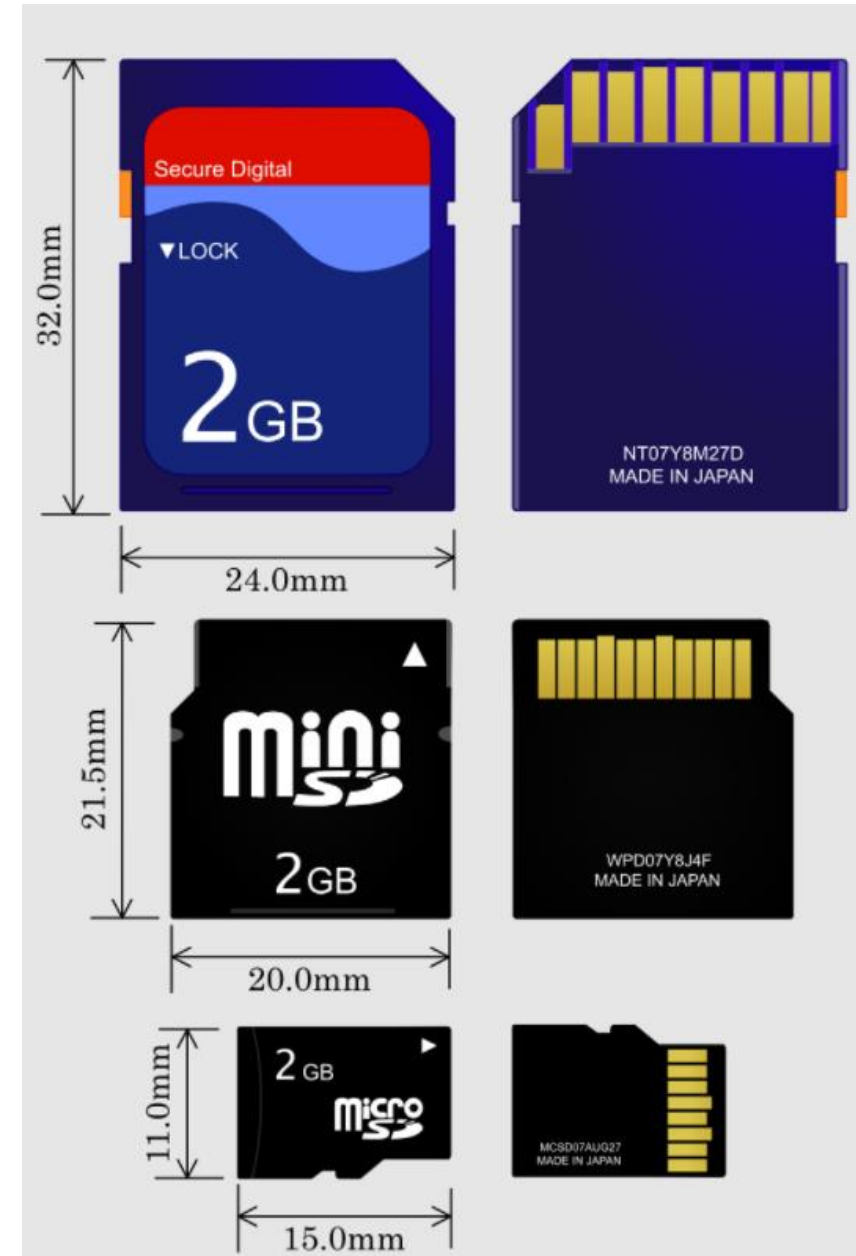 Secure Digital
▼LOCK
2GB
32.0mm
24.0mm
NT07Y8M27D
MADE IN JAPAN
mini
SD
2GB
21.5mm
20.0mm
WPD07Y8J4F
MADE IN JAPAN
2 GB
micro
SD
11.0mm
15.0mm
MCSD07AUG27
MADE IN JAPAN